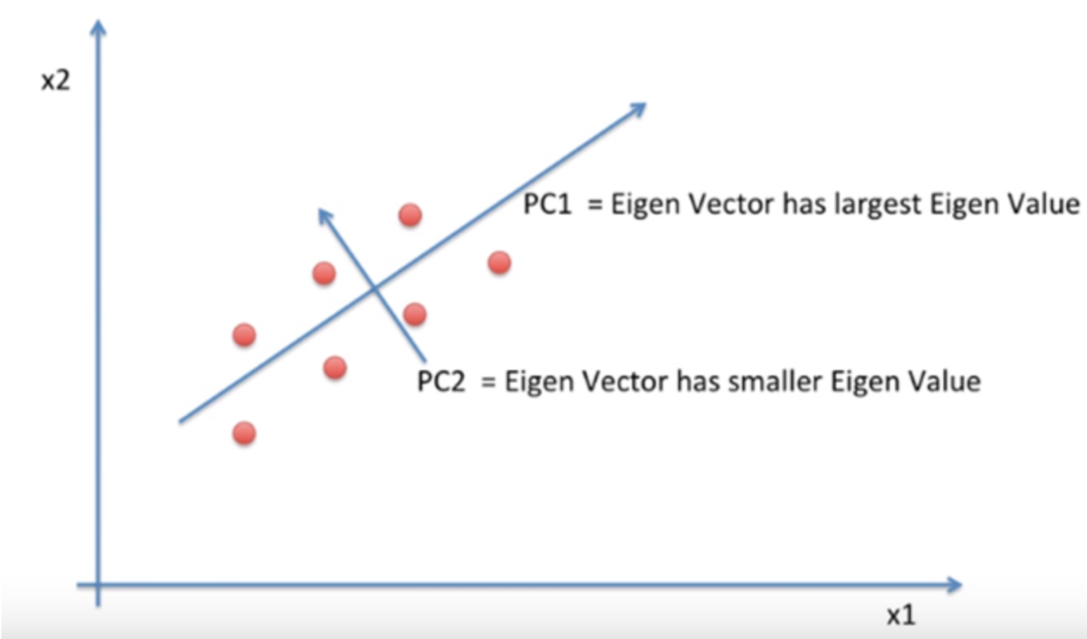 x2
PC1 = Eigen Vector has largest Eigen Value
PC2 = Eigen Vector has smaller Eigen Value
x1